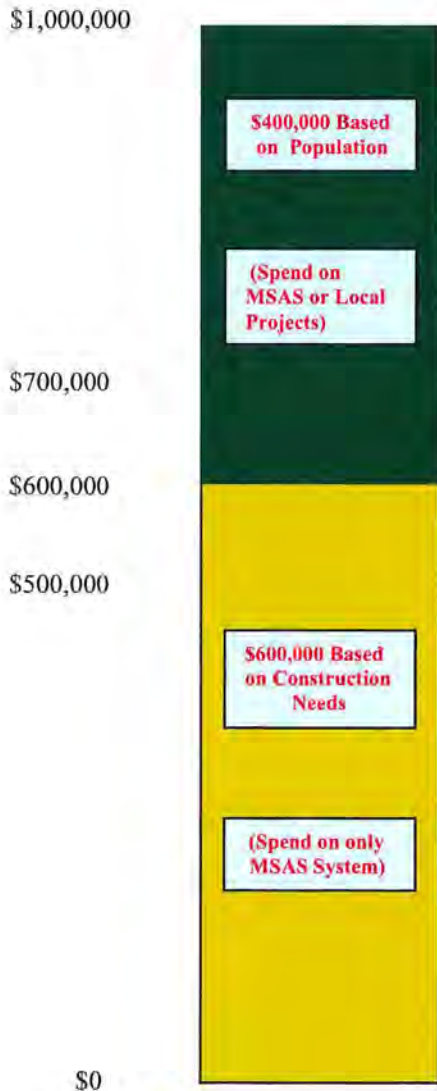 $1,000,000
$400,000 Based
on Population
(Spend on
MSAS or Local
Projects)
$700,000
$600,000
$500,000
$600,000 Based
on Construction
Needs
(Spend on only
MSAS System)
$0